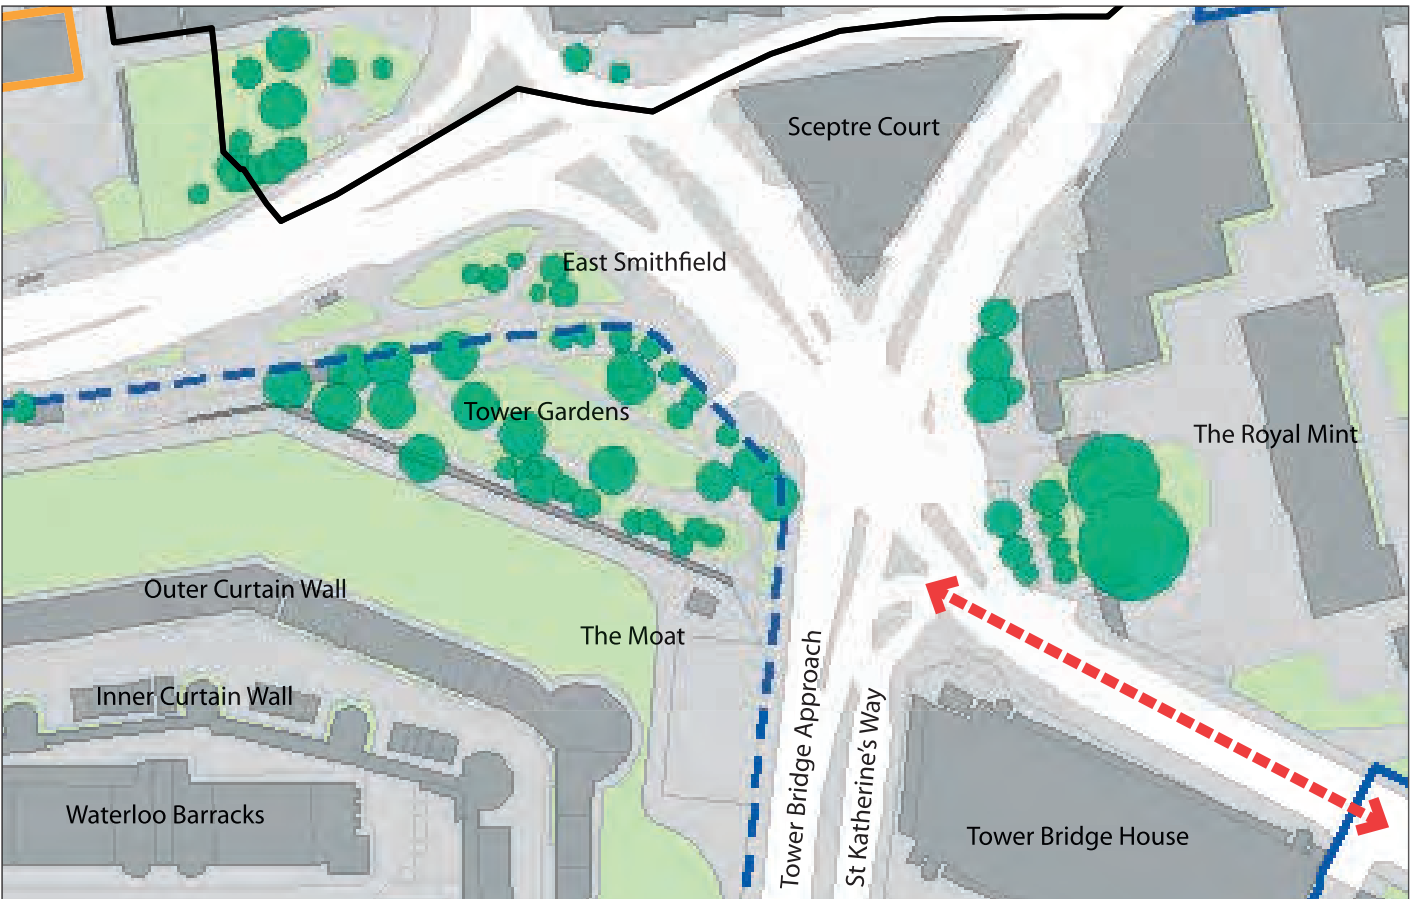 Sceptre Court
East Smithfield
Tower Gardens
The Royal Mint
Outer Curtain Wall
The Moat
Inner Curtain Wall
Tower Bridge Approach
St Katherine's Way
Waterloo Barracks
Tower Bridge House